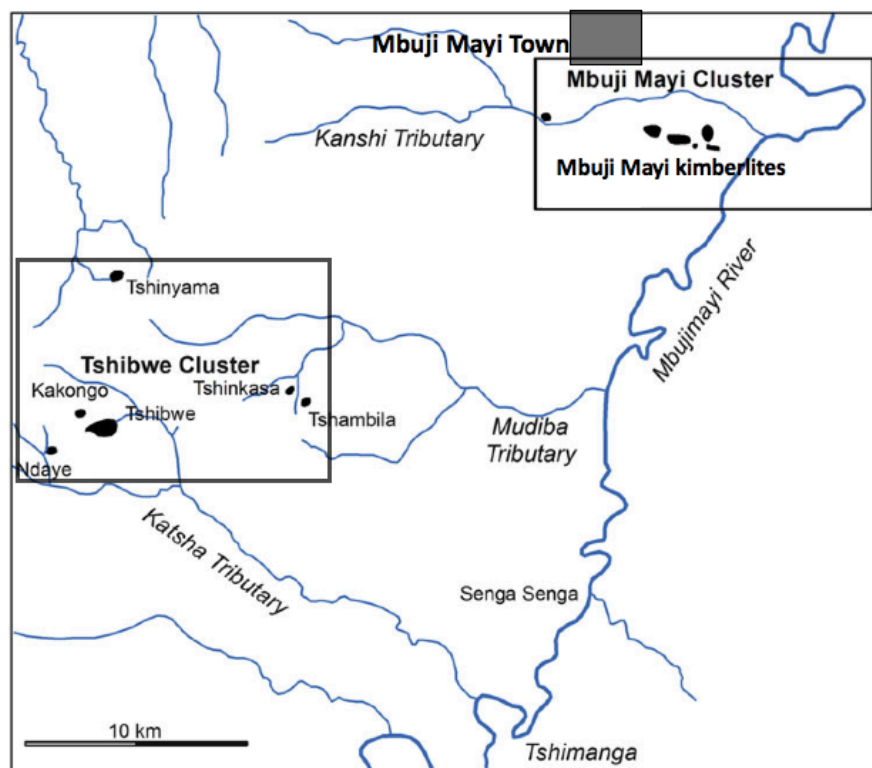 Mbuji Mayi Town
Mbuji Mayi Cluster
Kanshi Tributary
Mbuji Mayi kimberlites
Mbujimayi River
Tshinyama
Tshibwe Cluster
Tshinkasa
Kakongo
Tshibwe
Tshambila
Mudiba
Tributary
Ndaye
Katsha Tributary
Senga Senga
10 km
Tshimanga